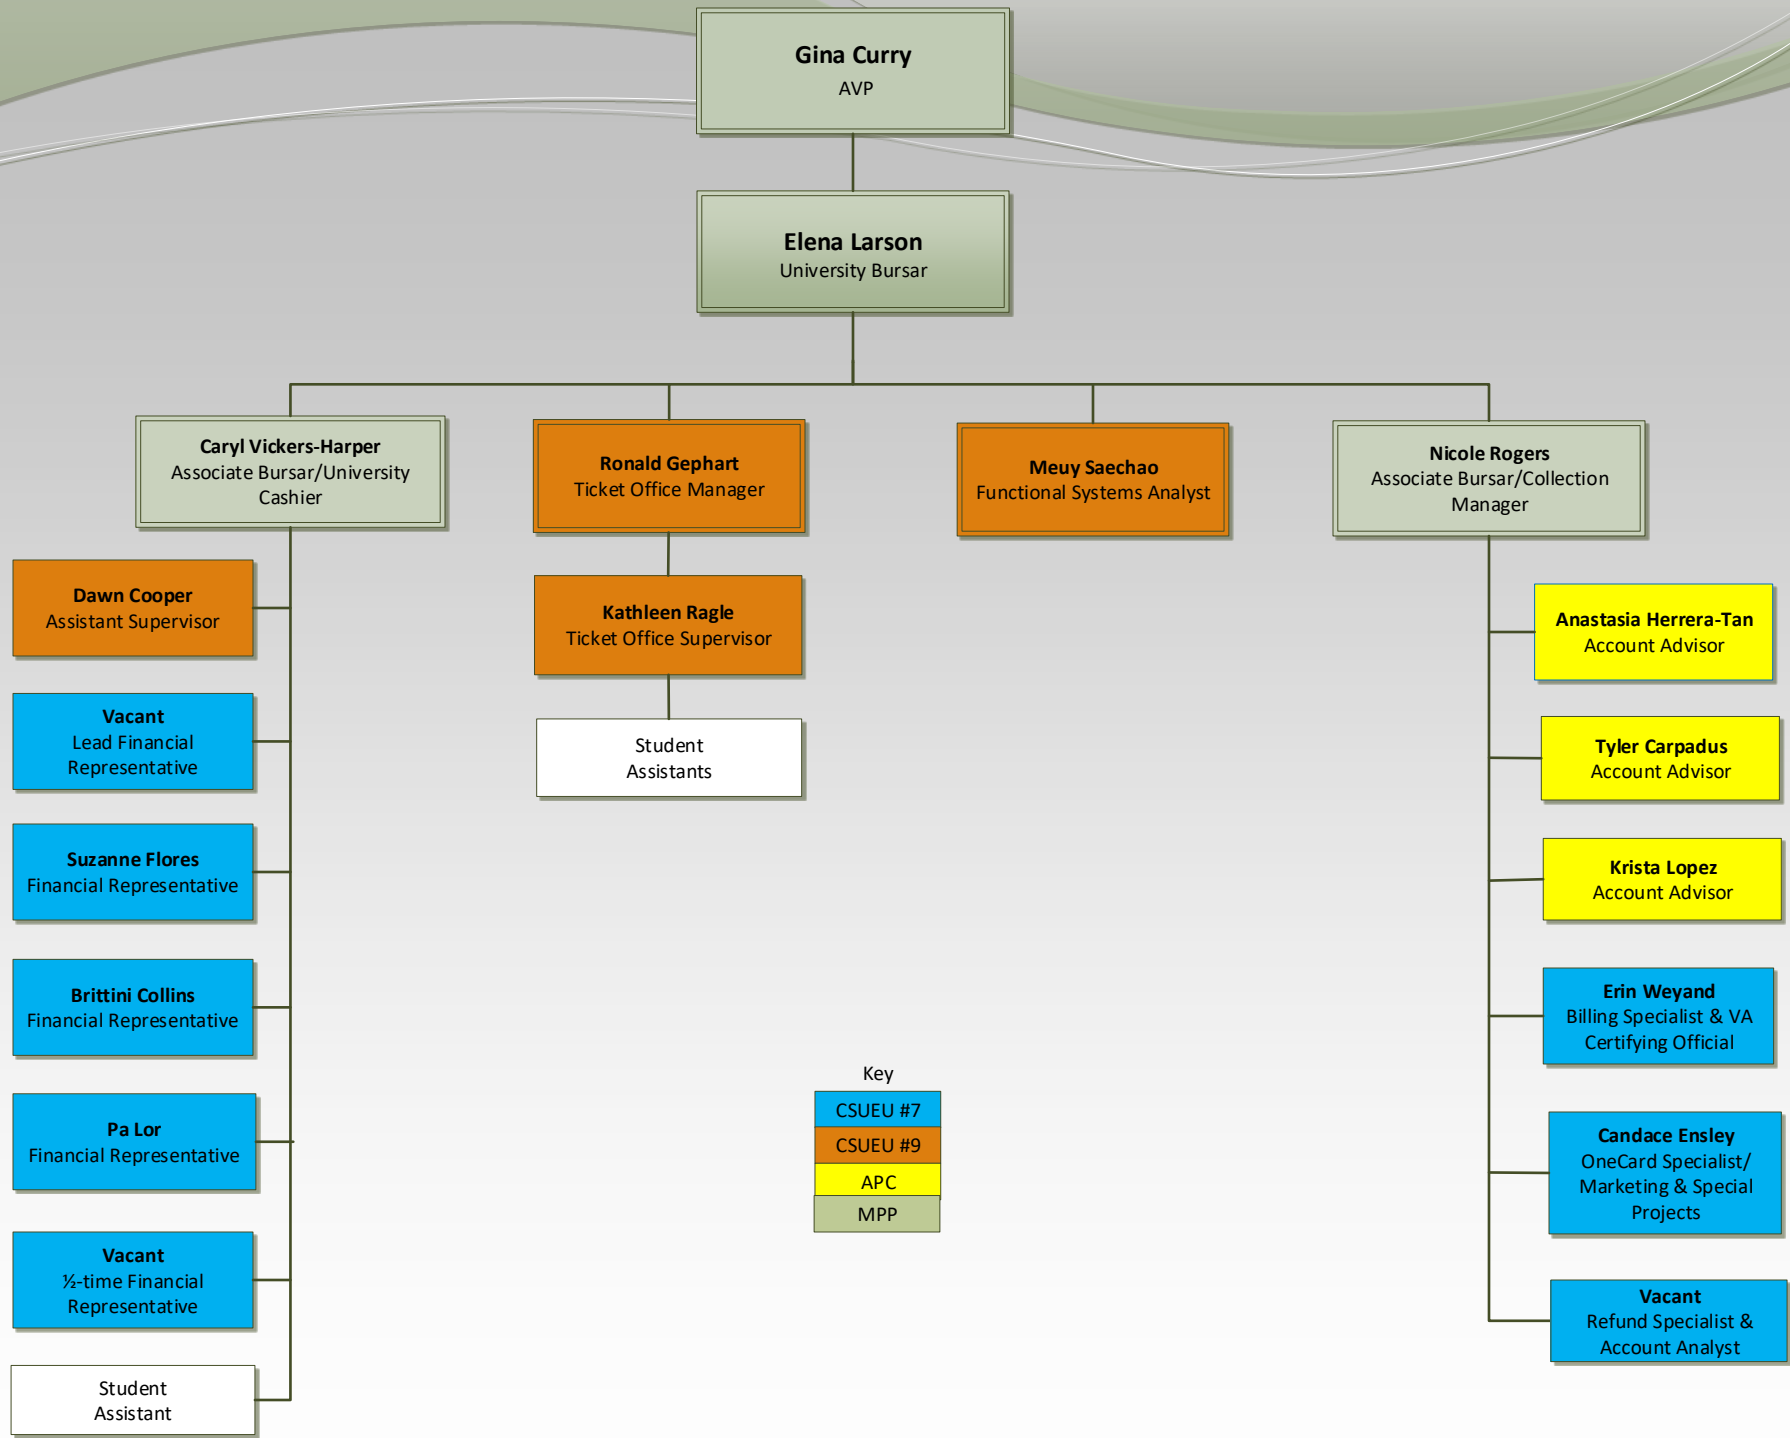 Gina Curry
AVP
Elena Larson
University Bursar
Caryl Vickers-Harper
Associate Bursar/University
Cashier
Ronald Gephart
Ticket Office Manager
Meuy Saechao
Functional Systems Analyst
Nicole Rogers
Associate Bursar/Collection
Manager
Dawn Cooper
Assistant Supervisor
Vacant
Lead Financial
Representative
Suzanne Flores
Financial Representative
Brittini Collins
Financial Representative
Pa Lor
Financial Representative
Vacant
½-time Financial
Representative
Student
Assistant
Kathleen Ragle
Ticket Office Supervisor
Student
Assistants
Anastasia Herrera-Tan
Account Advisor
Tyler Carpadus
Account Advisor
Krista Lopez
Account Advisor
Erin Weyand
Billing Specialist & VA
Certifying Official
Candace Ensley
OneCard Specialist/
Marketing & Special
Projects
Vacant
Refund Specialist &
Account Analyst
Key
CSUEU #7
CSUEU #9
APC
MPP